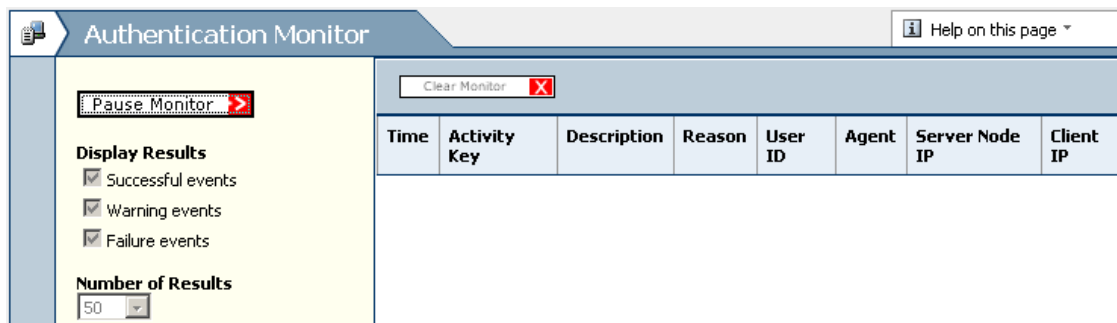 Authentication Monitor
Help on this page
Pause Monitor
Clear Monitor X
Display Results
Successful events
Warning events
Failure events
Number of Results
50
Time Activity Key Description Reason User ID Agent Server Node IP Client IP